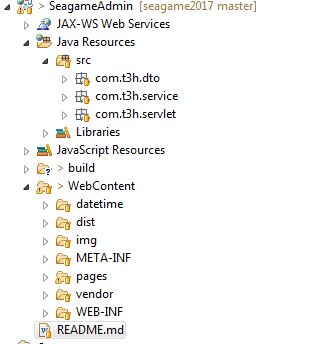 > SeagameAdmin [seagame2017 master]
JAX-WS Web Services
Java Resources
src
com.t3h.dto
com.t3h.service
com.t3h.servlet
Libraries
JavaScript Resources
> build
> WebContent
datetime
dist
img
META-INF
pages
vendor
WEB-INF
README.md